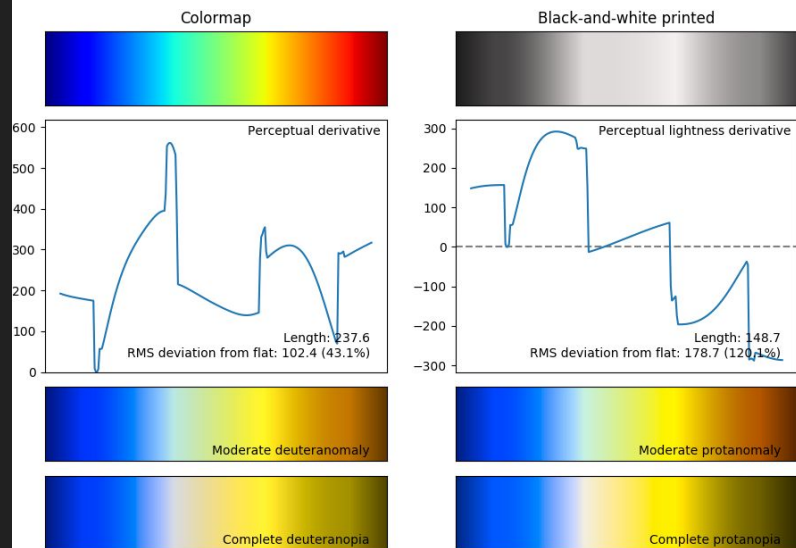 Colormap
Black-and-white printed
600
500
400
300
200
100
0
Perceptual derivative
Length: 237.6
RMS deviation from flat: 102.4 (43.1%)
300
200
100
0
−100
−200
−300
Perceptual lightness derivative
Length: 148.7
RMS deviation from flat: 178.7 (120.1%)
Moderate deuteranomaly
Moderate protanomaly
Complete deuteranopia
Complete protanopia